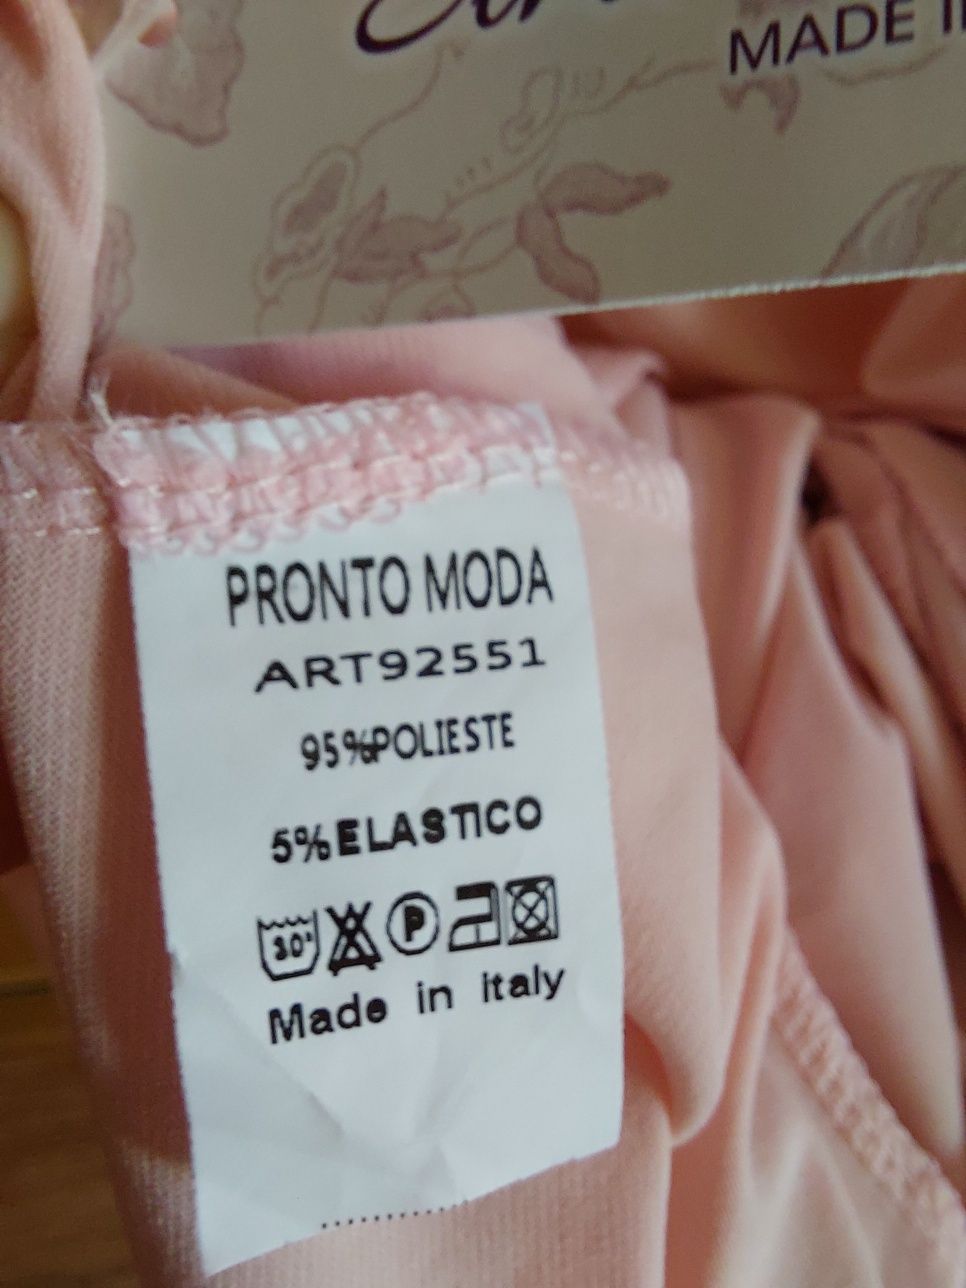 MADE I
PRONTO MODA
ART92551
95%POLIESTE
5%ELASTICO
30° P
Made in italy